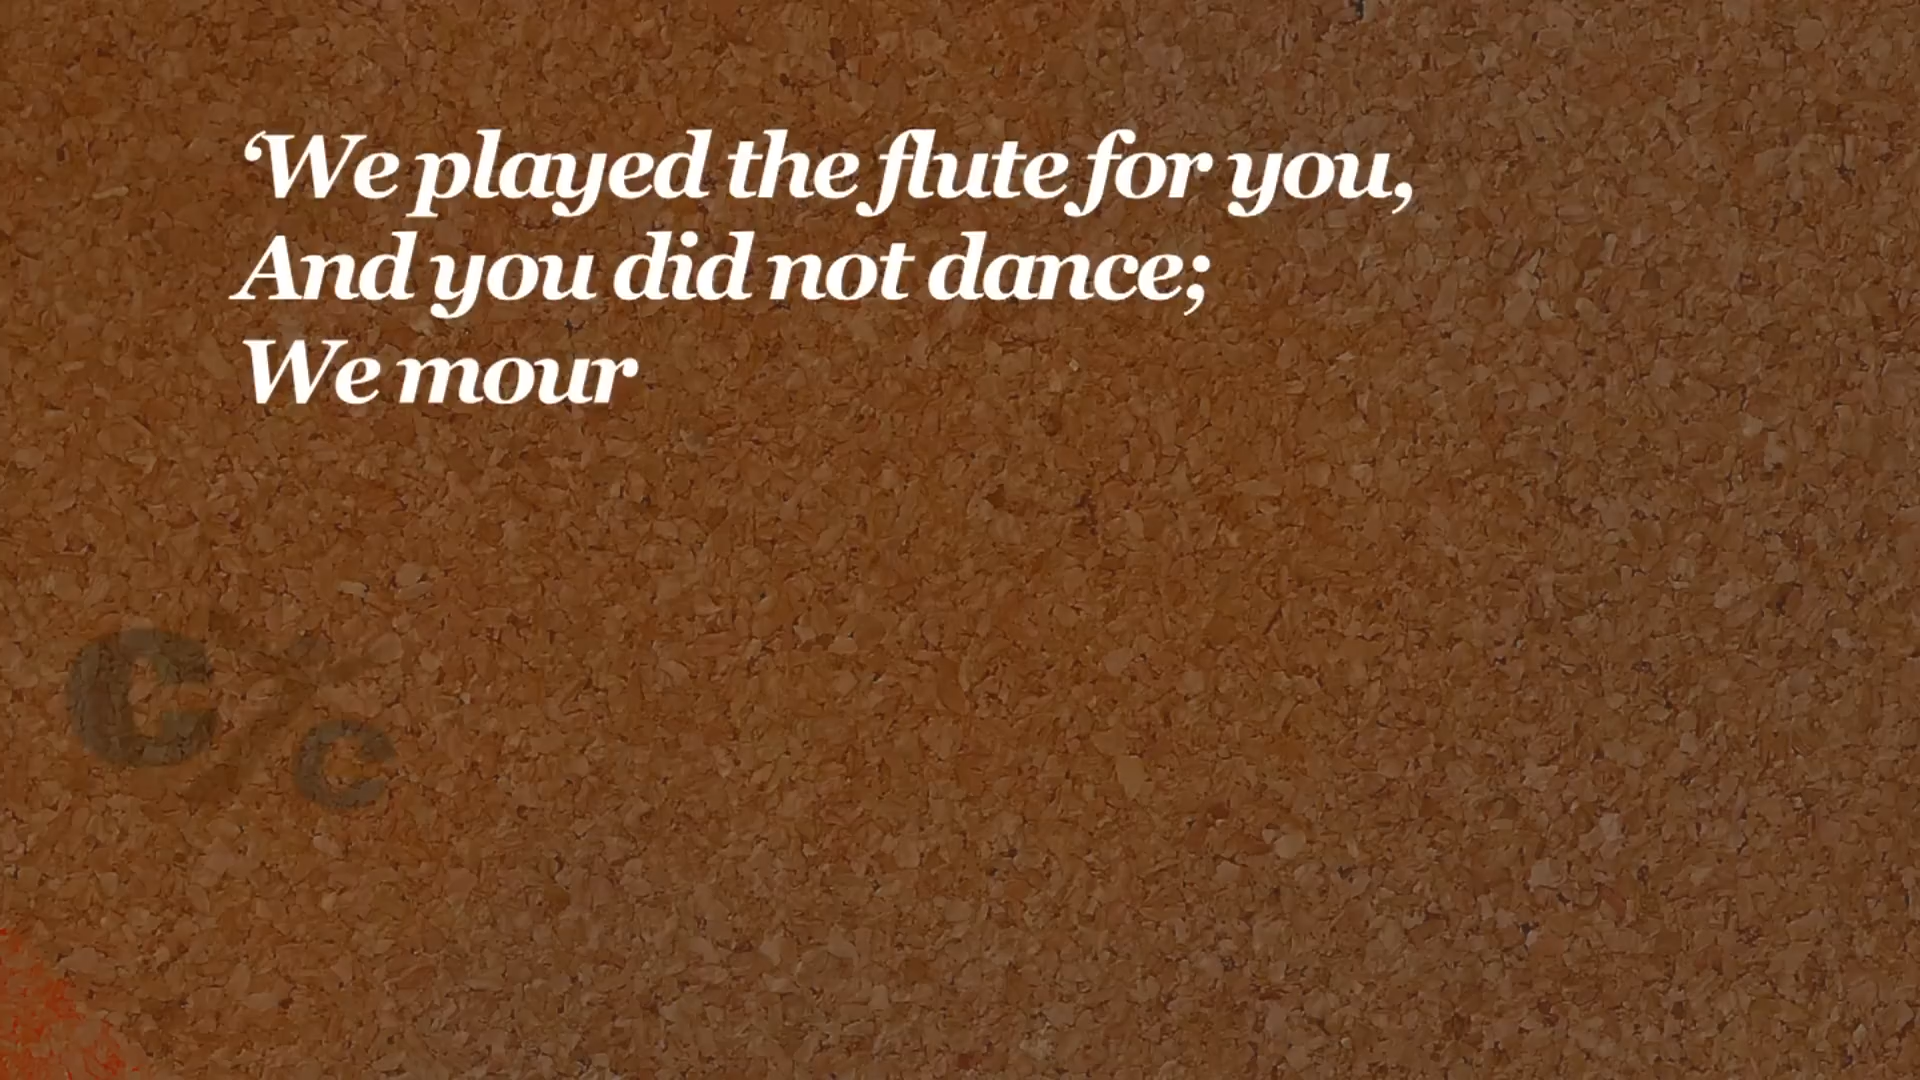 ‘We played the flute for you,
And you did not dance;
We mour
c/c